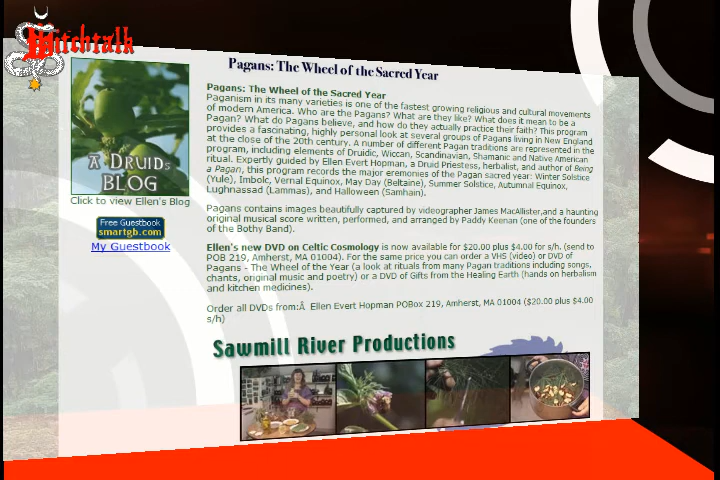 Witchtalk
Pagans: The Wheel of the Sacred Year
Pagans: The Wheel of the Sacred Year
Paganism in its many varieties is one of the fastest growing religious and cultural movements
of modern America. Who are the Pagans? What are they like? What does it mean to be a
Pagan? What do Pagans believe, and how do they actually practice their faith? This program
provides a fascinating, highly personal look at several groups of Pagans living in New England
at the close of the 20th century. A number of different Pagan traditions are represented in the
program, including elements of Druidic, Wiccan, Scandinavian, Shamanic and Native American
ritual. Expertly guided by Ellen Evert Hopman, a Druid Priestess, herbalist, and author of Being
a Pagan, this program records the major eremonies of the Pagan sacred year: Winter Solstice
(Yule), Imbolc, Vernal Equinox, May Day (Beltaine), Summer Solstice, Autumnal Equinox,
Lughnassad (Lammas), and Halloween (Samhain).
Pagans contains images beautifully captured by videographer James MacAllister,and a haunting
original musical score written, performed, and arranged by Paddy Keenan (one of the founders
of the Bothy Band).
Ellen's new DVD on Celtic Cosmology is now available for $20.00 plus $4.00 for s/h. (send to
POB 219, Amherst, MA 01004). For the same price you can order a VHS (video) or DVD of
Pagans - The Wheel of the Year (a look at rituals from many Pagan traditions including songs,
chants, original music and poetry) or a DVD of Gifts from the Healing Earth (hands on herbalism
and kitchen medicines).
Order all DVDs from:Â Ellen Evert Hopman POBox 219, Amherst, MA 01004 ($20.00 plus $4.00
s/h)
Sawmill River Productions
A DRUIDs
BLOG
Click to view Ellen's Blog
Free Guestbook
smartgb.com
My Guestbook